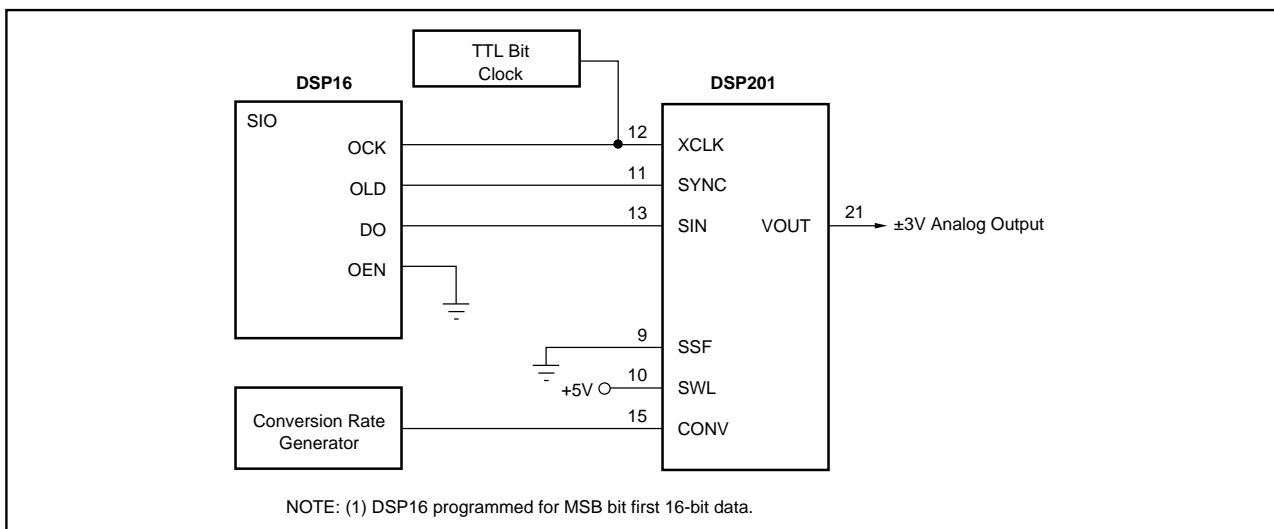 TTL Bit
Clock
DSP16
DSP201
SIO
OCK
12
XCLK
OLD
11
SYNC
DO
13
SIN
VOUT
21
±3V Analog Output
OEN
9
SSF
+5V
10
SWL
Conversion Rate
Generator
15
CONV
NOTE: (1) DSP16 programmed for MSB bit first 16-bit data.